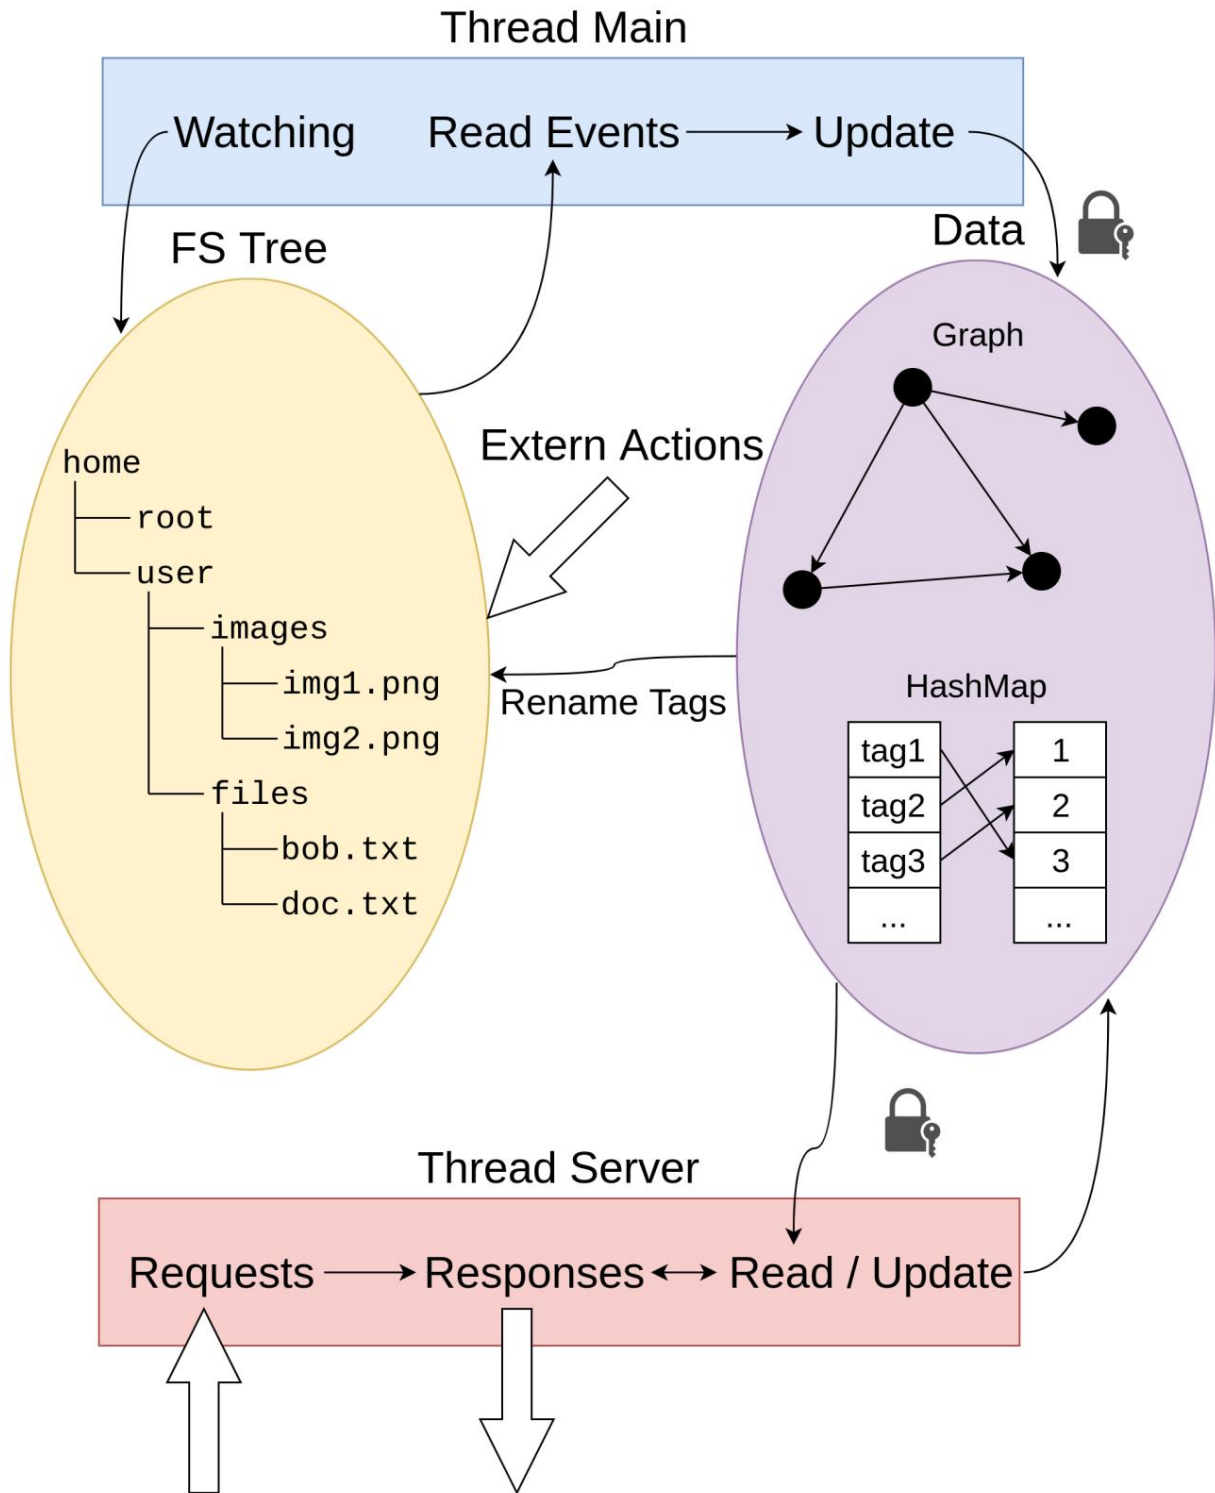 Thread Main
Watching
Read Events
Update
FS Tree
Data
Graph
Extern Actions
home
root
user
images
img1.png
img2.png
files
bob.txt
doc.txt
Rename Tags
HashMap
tag1 1
tag2 2
tag3 3
... ...
Thread Server
Requests
Responses
Read / Update